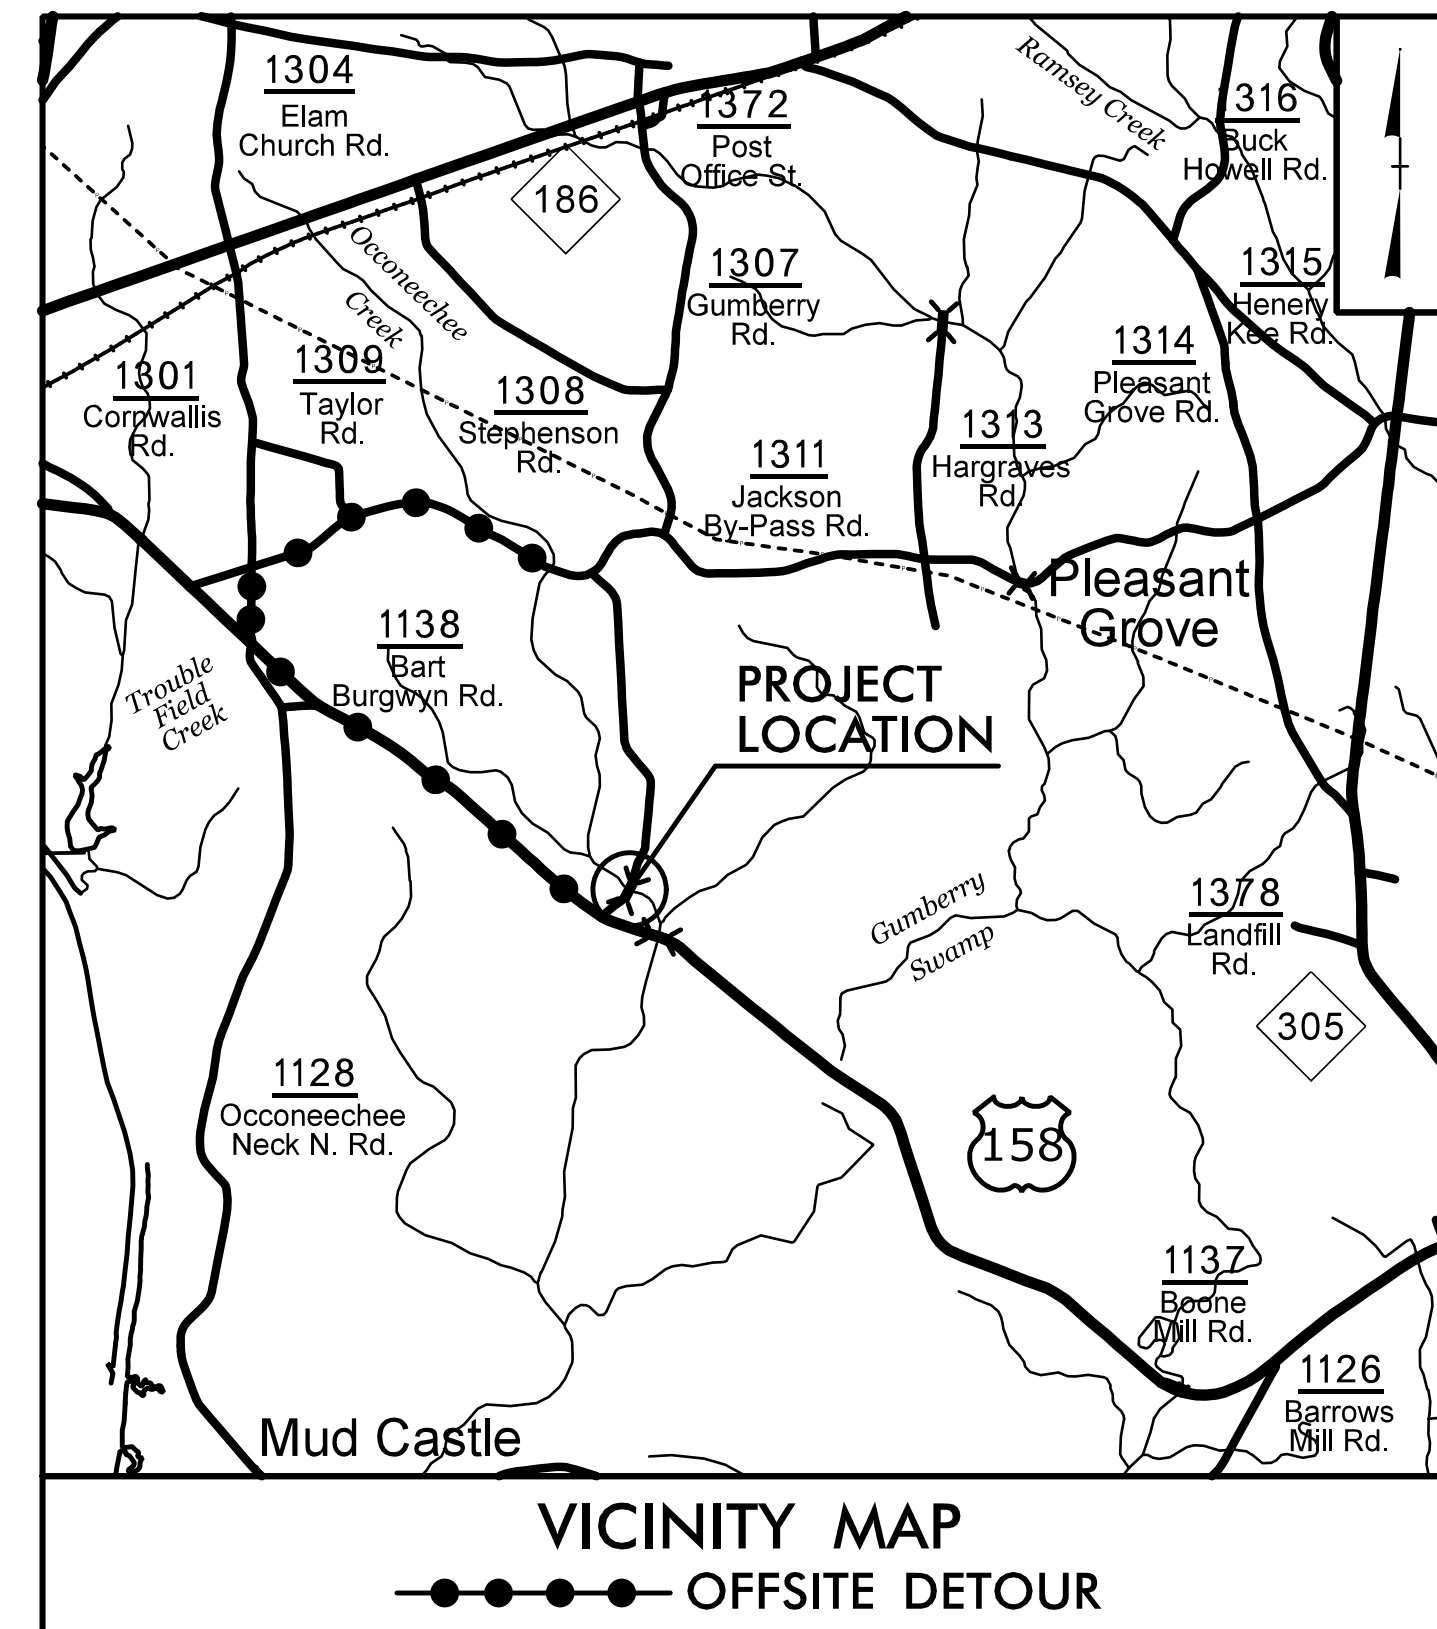 1304
Elam
Church Rd.
1372
Post
Office St.
Ramsey Creek
1316
Buck
Howell Rd.
186
Occoneechee
Creek
1307
Gumberry
Rd.
1315
Henery
Kee Rd.
1301
Cornwallis
Rd.
1309
Taylor
Rd.
1308
Stephenson
Rd.
1314
Pleasant
Grove Rd.
1311
Jackson
By-Pass Rd.
1313
Hargraves
Rd.
Pleasant
Grove
1138
Bart
Burgwyn Rd.
Trouble
Field
Creek
PROJECT
LOCATION
Gumberry
Swamp
1378
Landfill
Rd.
305
1128
Occoneechee
Neck N. Rd.
158
1137
Boone
Mill Rd.
1126
Barrows
Mill Rd.
Mud Castle
VICINITY MAP
OFFSITE DETOUR